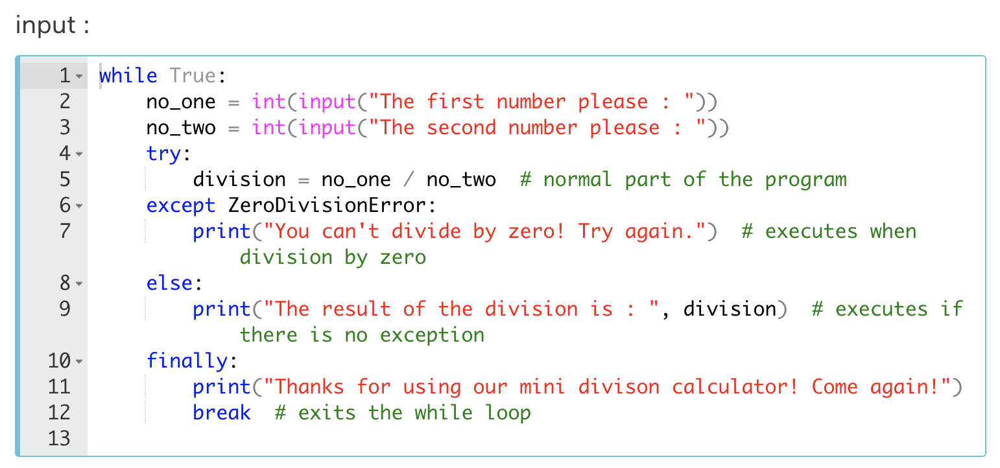 input :
1 while True:
2     no_one = int(input("The first number please : "))
3     no_two = int(input("The second number please : "))
4     try:
5         division = no_one / no_two  # normal part of the program
6     except ZeroDivisionError:
7         print("You can't divide by zero! Try again.")  # executes when
            division by zero
8     else:
9         print("The result of the division is : ", division)  # executes if
            there is no exception
10     finally:
11         print("Thanks for using our mini divison calculator! Come again!")
12         break  # exits the while loop
13